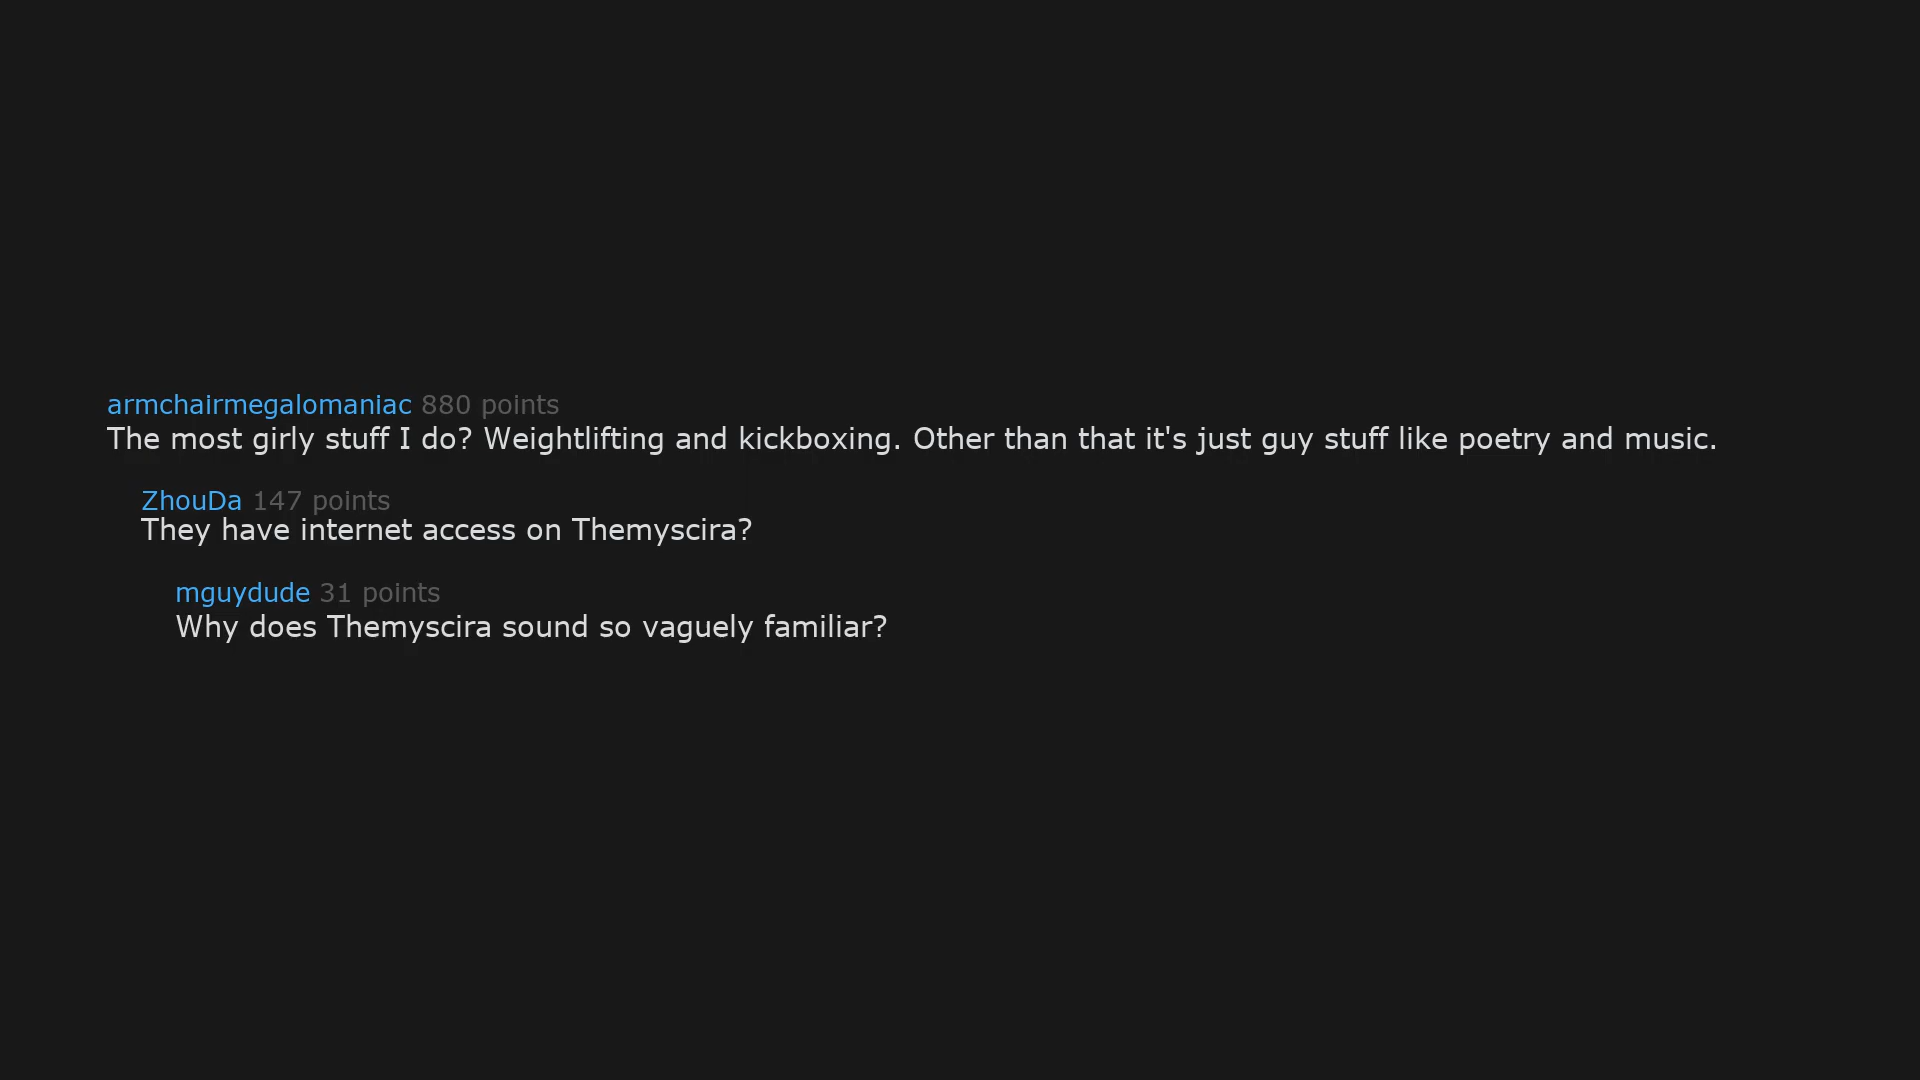 armchairmegalomaniac 880 points
The most girly stuff I do? Weightlifting and kickboxing. Other than that it's just guy stuff like poetry and music.
ZhouDa 147 points
They have internet access on Themyscira?
mguydude 31 points
Why does Themyscira sound so vaguely familiar?